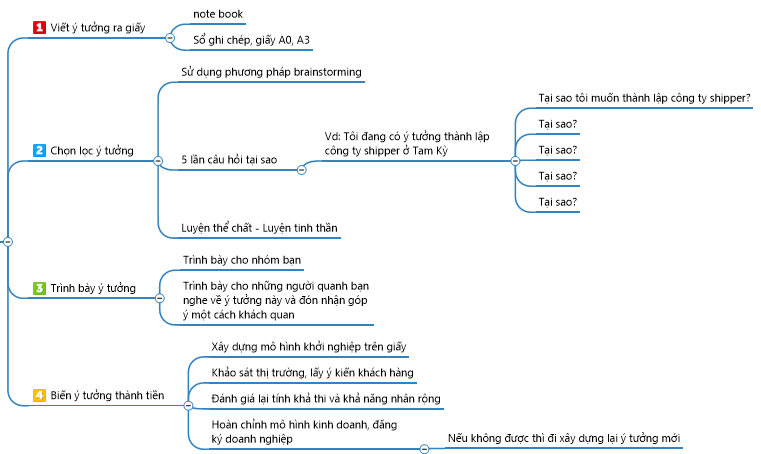 1 Viết ý tưởng ra giấy
note book
Sổ ghi chép, giấy A0, A3
2 Chọn lọc ý tưởng
Sử dụng phương pháp brainstorming
5 lần câu hỏi tại sao
Vd: Tôi đang có ý tưởng thành lập
công ty shipper ở Tam Kỳ
Tại sao tôi muốn thành lập công ty shipper?
Tại sao?
Tại sao?
Tại sao?
Tại sao?
Luyện thể chất - Luyện tinh thần
3 Trình bày ý tưởng
Trình bày cho nhóm bạn
Trình bày cho những người quanh bạn
nghe về ý tưởng này và đón nhận góp
ý một cách khách quan
4 Biến ý tưởng thành tiền
Xây dựng mô hình khởi nghiệp trên giấy
Khảo sát thị trường, lấy ý kiến khách hàng
Đánh giá lại tính khả thi và khả năng nhân rộng
Hoàn chỉnh mô hình kinh doanh, đăng
ký doanh nghiệp
Nếu không được thì đi xây dựng lại ý tưởng mới